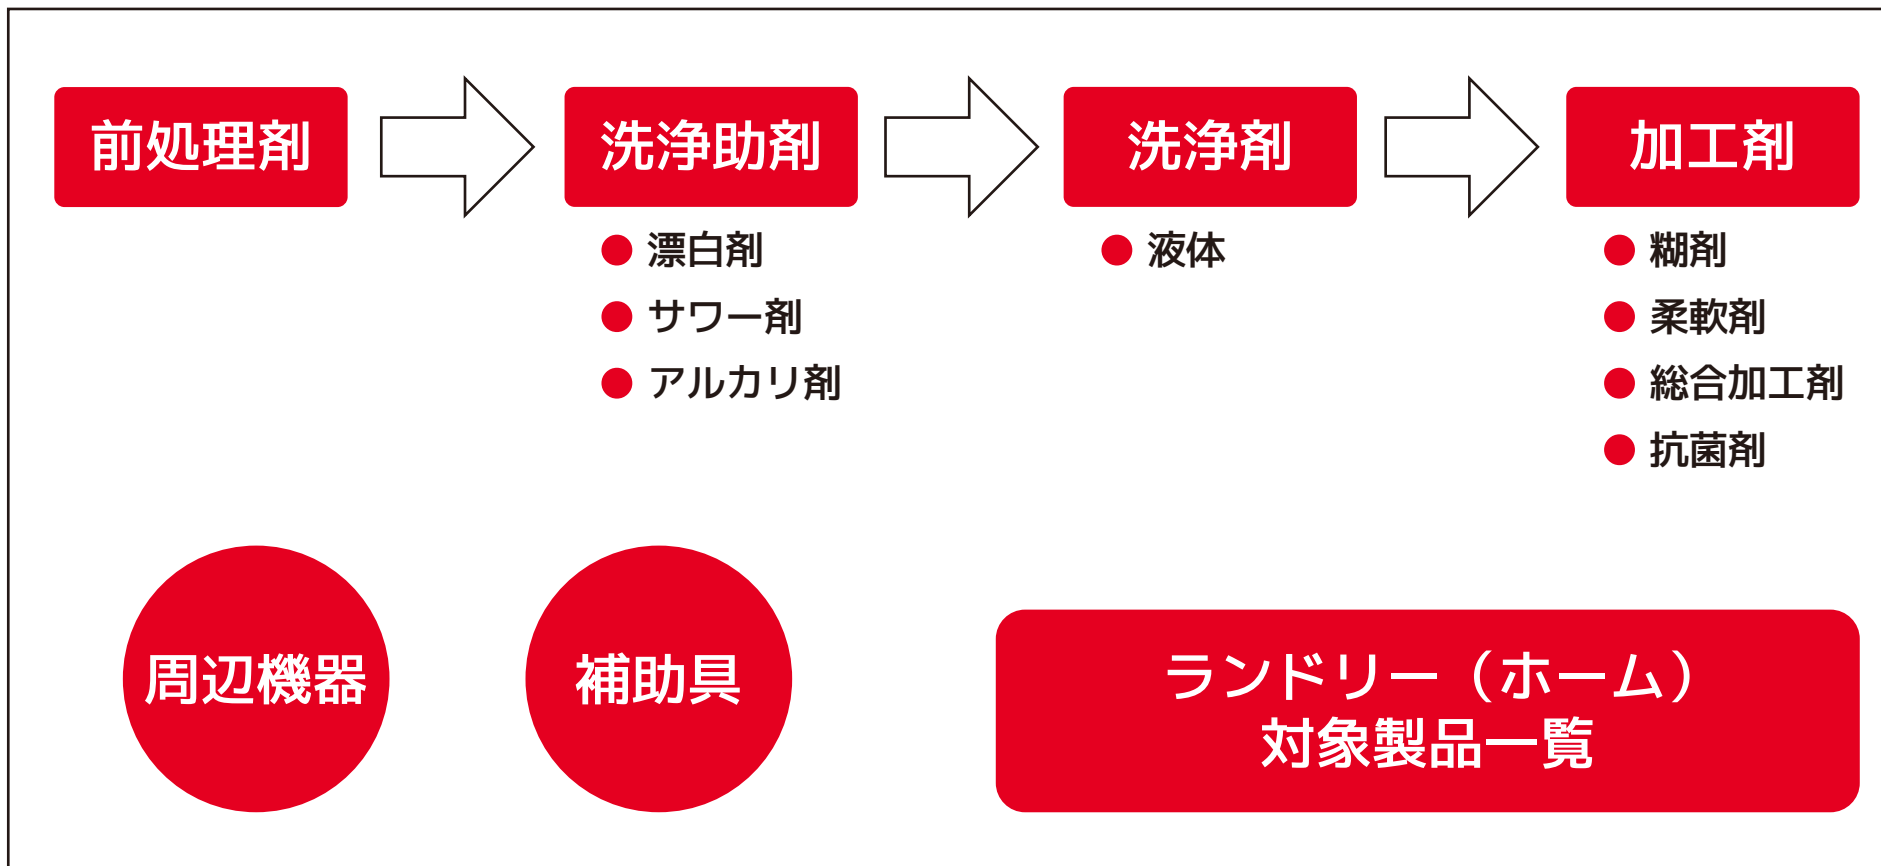 前処理剤
洗浄助剤
洗浄剤
加工剤
漂白剤
サワー剤
アルカリ剤
液体
糊剤
柔軟剤
総合加工剤
抗菌剤
周辺機器
補助具
ランドリー（ホーム）
対象製品一覧